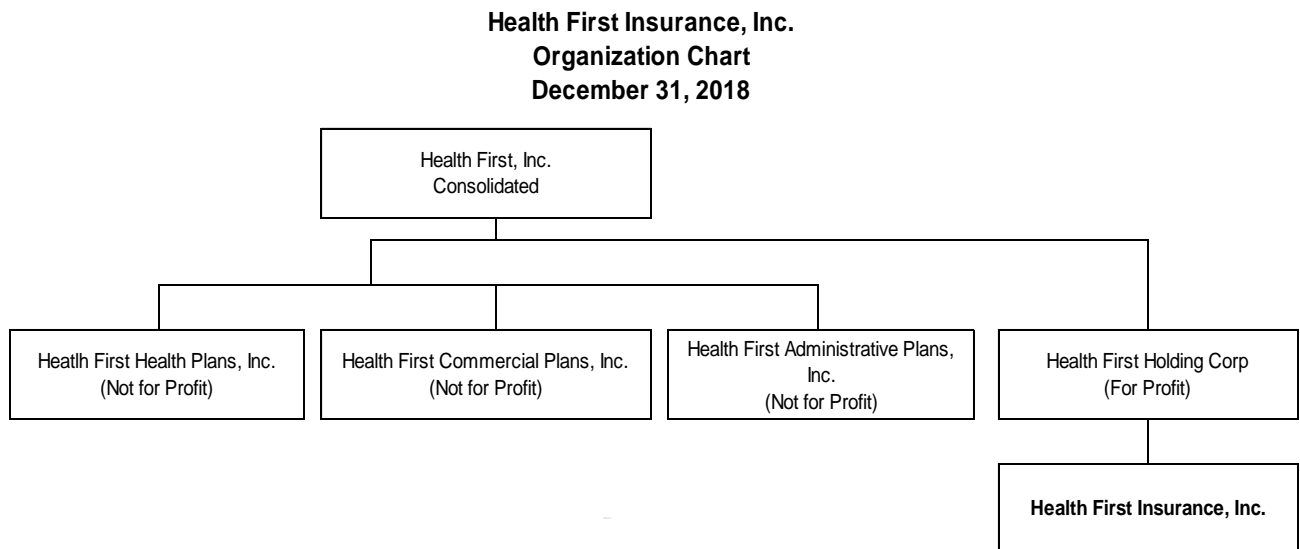 Health First Insurance, Inc.
Organization Chart
December 31, 2018
Health First, Inc.
Consolidated
Heatlh First Health Plans, Inc.
(Not for Profit)
Health First Commercial Plans, Inc.
(Not for Profit)
Health First Administrative Plans,
Inc.
(Not for Profit)
Health First Holding Corp
(For Profit)
Health First Insurance, Inc.